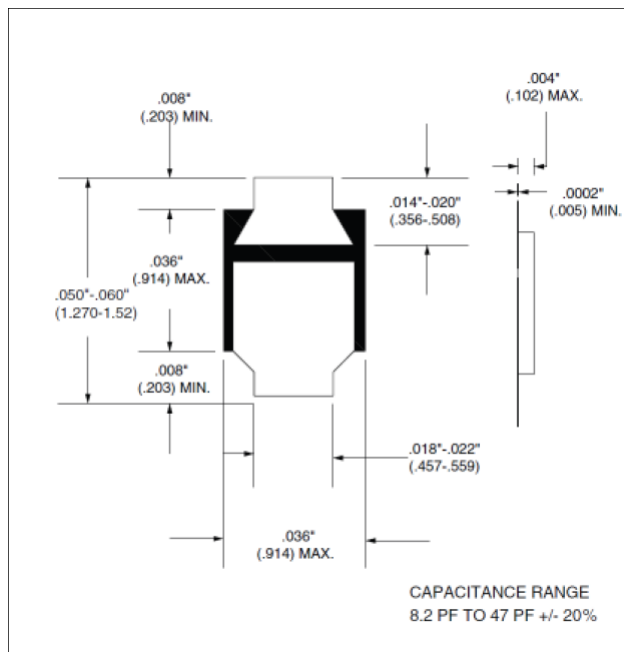 .004"
(.102) MAX.
.008"
(.203) MIN.
.0002"
(.005) MIN.
.014"-.020"
(.356-.508)
.036"
(.914) MAX.
.050"-.060"
(1.270-1.52)
.008"
(.203) MIN.
.018"-.022"
(.457-.559)
.036"
(.914) MAX.
CAPACITANCE RANGE
8.2 PF TO 47 PF +/- 20%